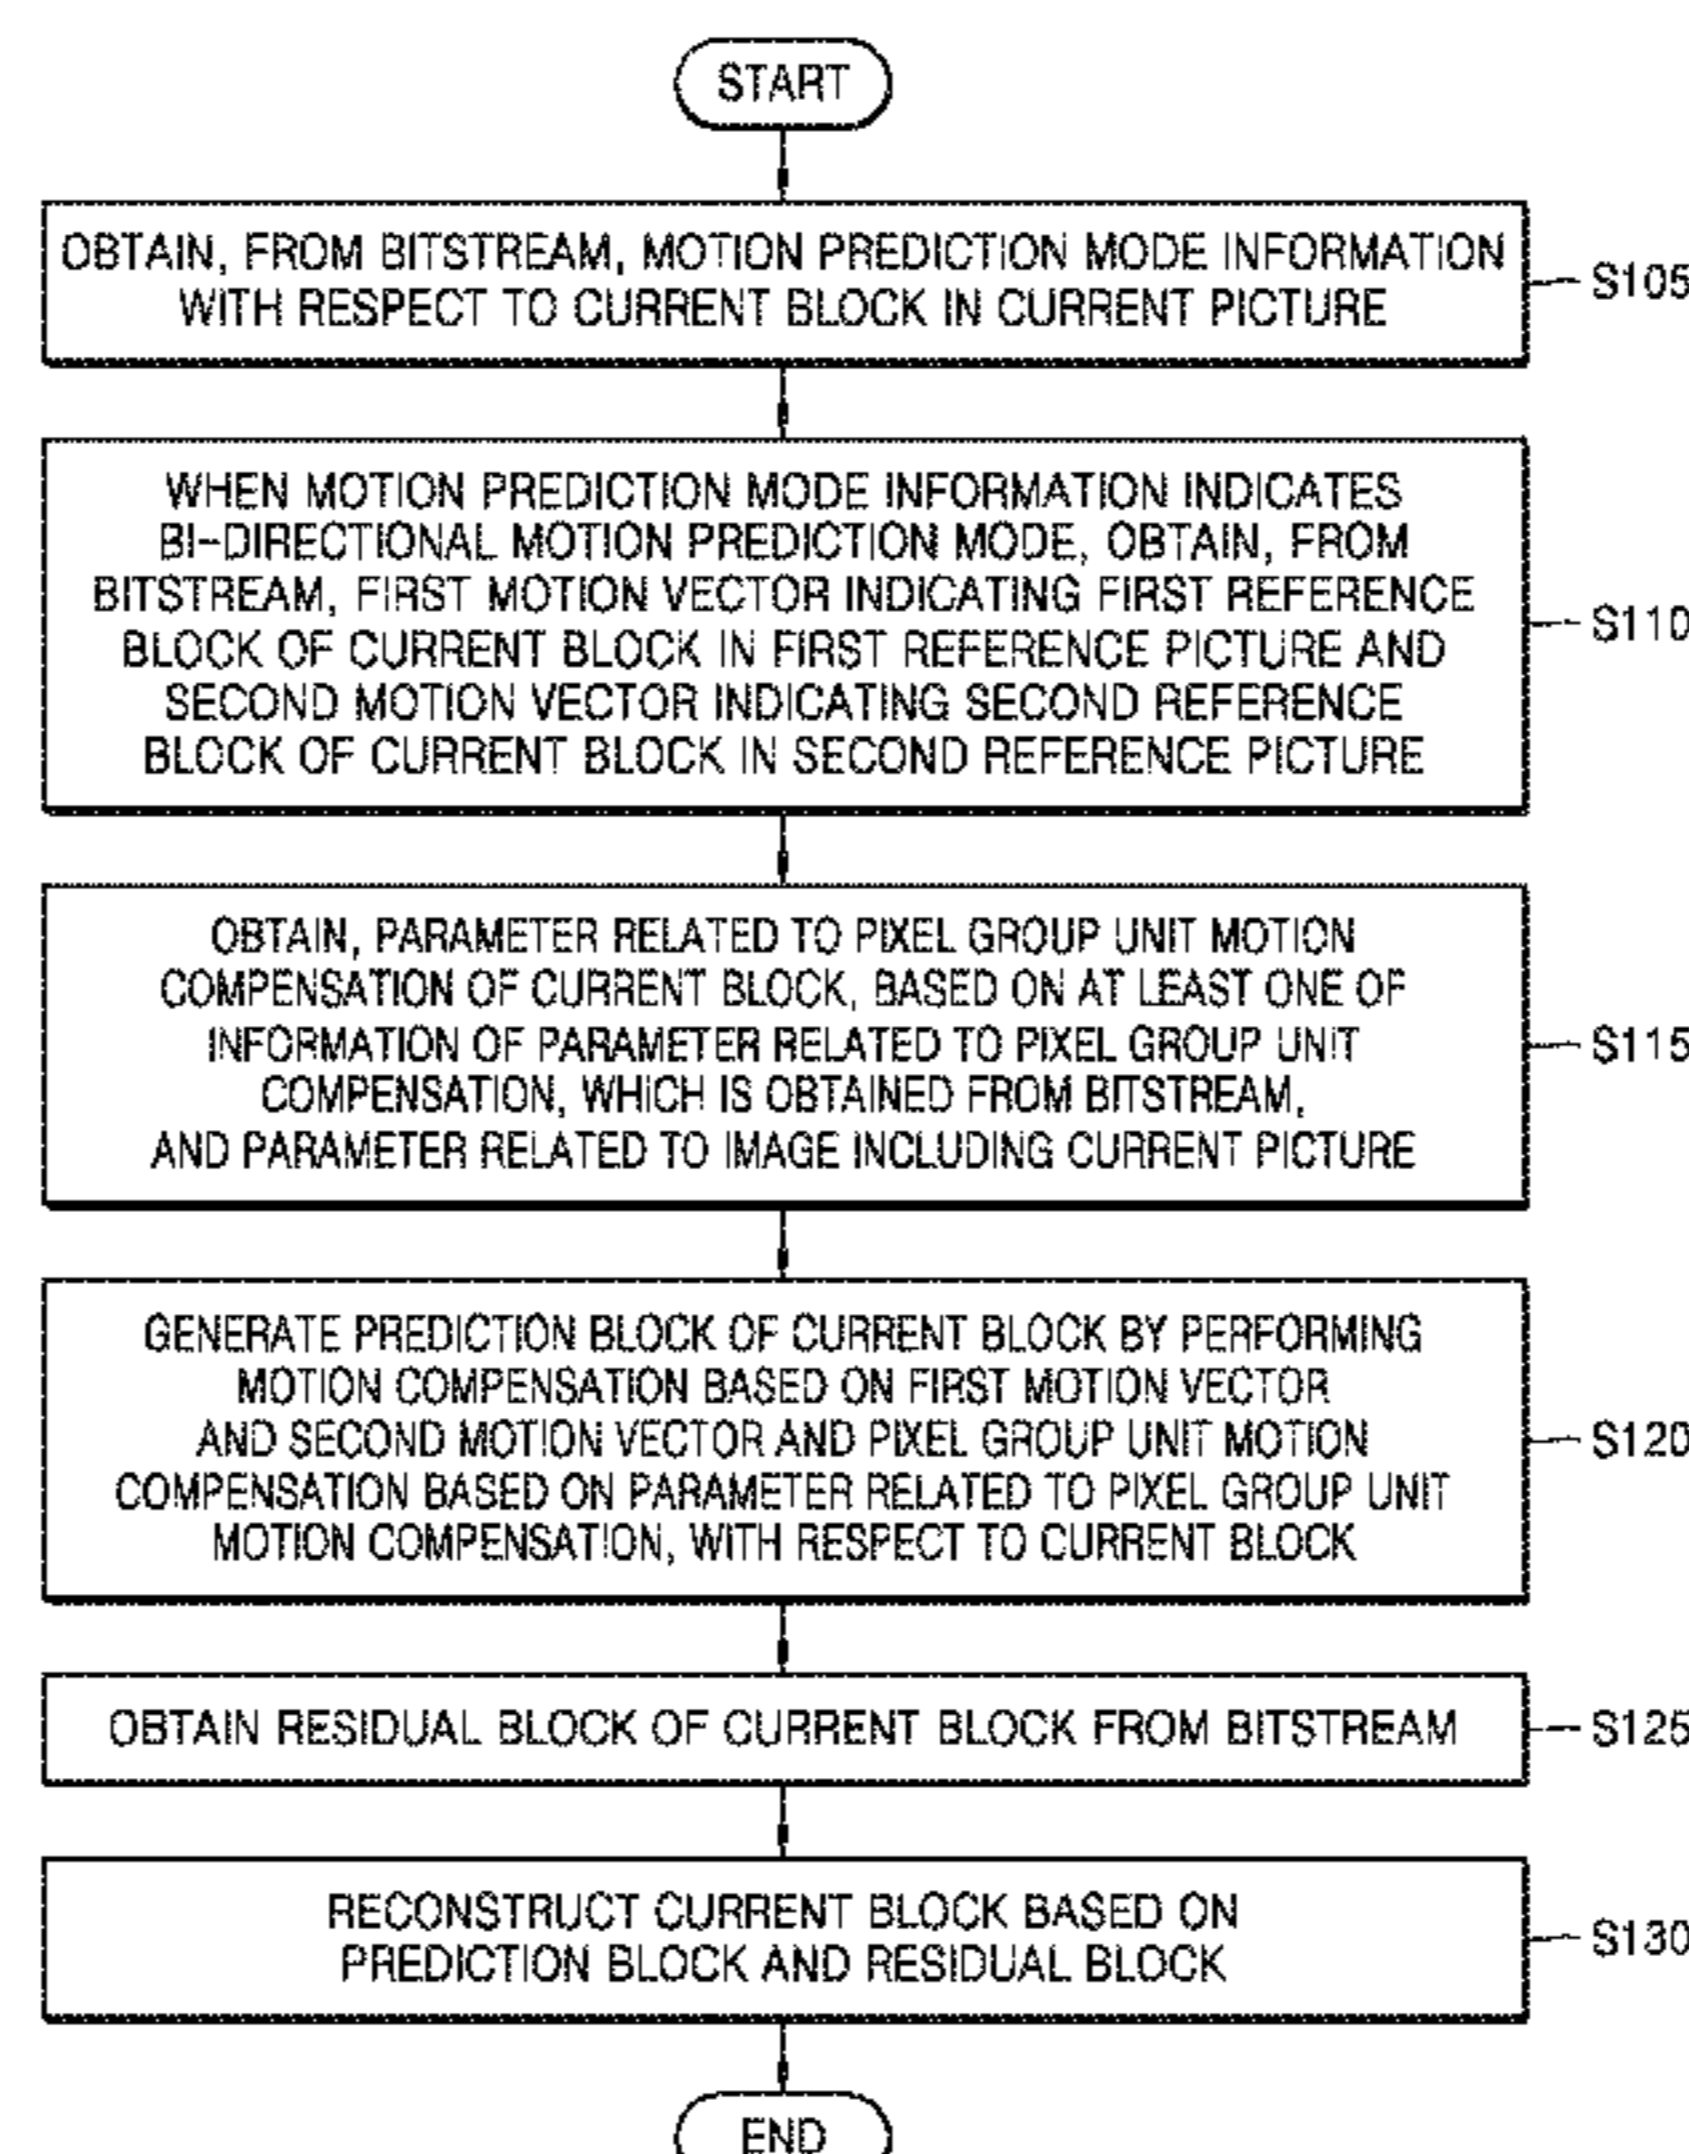 START
OBTAIN, FROM BITSTREAM, MOTION PREDICTION MODE INFORMATION
WITH RESPECT TO CURRENT BLOCK IN CURRENT PICTURE
S105
WHEN MOTION PREDICTION MODE INFORMATION INDICATES
BI-DIRECTIONAL MOTION PREDICTION MODE, OBTAIN, FROM
BITSTREAM, FIRST MOTION VECTOR INDICATING FIRST REFERENCE
BLOCK OF CURRENT BLOCK IN FIRST REFERENCE PICTURE AND
SECOND MOTION VECTOR INDICATING SECOND REFERENCE
BLOCK OF CURRENT BLOCK IN SECOND REFERENCE PICTURE
S110
OBTAIN, PARAMETER RELATED TO PIXEL GROUP UNIT MOTION
COMPENSATION OF CURRENT BLOCK, BASED ON AT LEAST ONE OF
INFORMATION OF PARAMETER RELATED TO PIXEL GROUP UNIT
COMPENSATION, WHICH IS OBTAINED FROM BITSTREAM,
AND PARAMETER RELATED TO IMAGE INCLUDING CURRENT PICTURE
S115
GENERATE PREDICTION BLOCK OF CURRENT BLOCK BY PERFORMING
MOTION COMPENSATION BASED ON FIRST MOTION VECTOR
AND SECOND MOTION VECTOR AND PIXEL GROUP UNIT MOTION
COMPENSATION BASED ON PARAMETER RELATED TO PIXEL GROUP UNIT
MOTION COMPENSATION, WITH RESPECT TO CURRENT BLOCK
S120
OBTAIN RESIDUAL BLOCK OF CURRENT BLOCK FROM BITSTREAM
S125
RECONSTRUCT CURRENT BLOCK BASED ON
PREDICTION BLOCK AND RESIDUAL BLOCK
S130
END